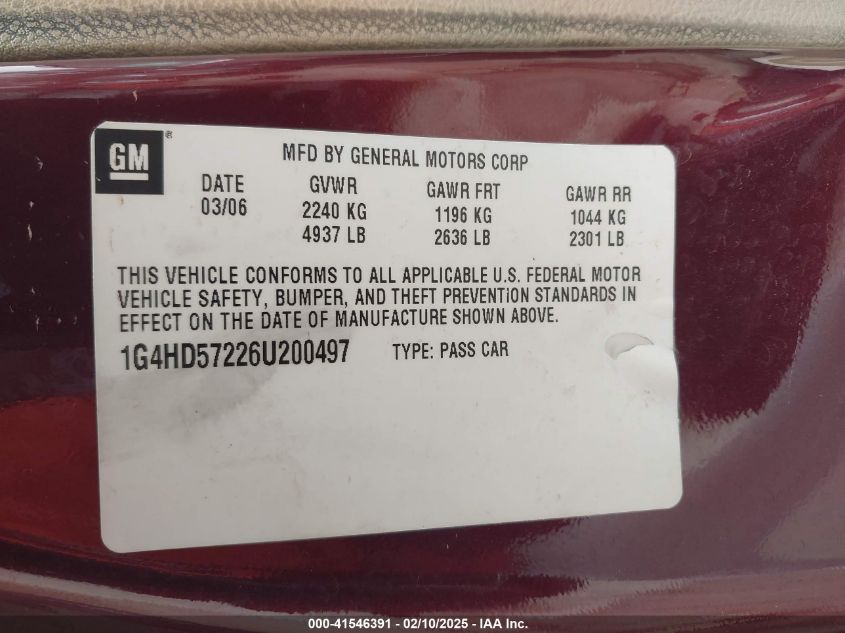 GM®
MFD BY GENERAL MOTORS CORP
DATE GVWR GAWR FRT GAWR RR
03/06 2240 KG 1196 KG 1044 KG
4937 LB 2636 LB 2301 LB
THIS VEHICLE CONFORMS TO ALL APPLICABLE U.S. FEDERAL MOTOR
VEHICLE SAFETY, BUMPER, AND THEFT PREVENTION STANDARDS IN
EFFECT ON THE DATE OF MANUFACTURE SHOWN ABOVE.
1G4HD57226U200497 TYPE: PASS CAR
000-41546391 - 02/10/2025 - IAA Inc.